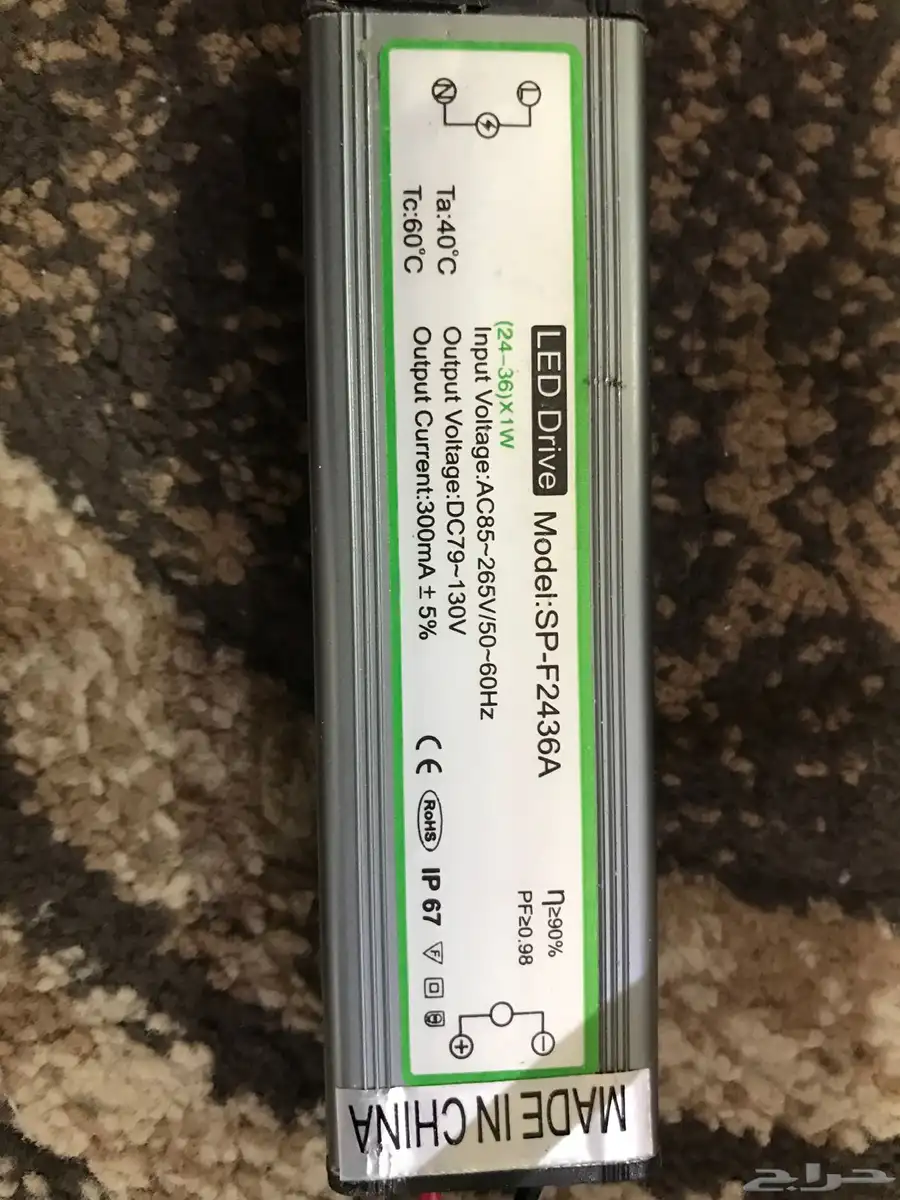 LED Drive Model:SP-F2436A
(24-36)X1W
Input Voltage:AC85~265V/50~60Hz
Output Voltage:DC79~130V
Output Current:300mA ± 5%
L
N
Ta:40°C
Tc:60°C
η≥90%
PF≥0.98
CE RoHS IP 67 F
MADE IN CHINA
حراج